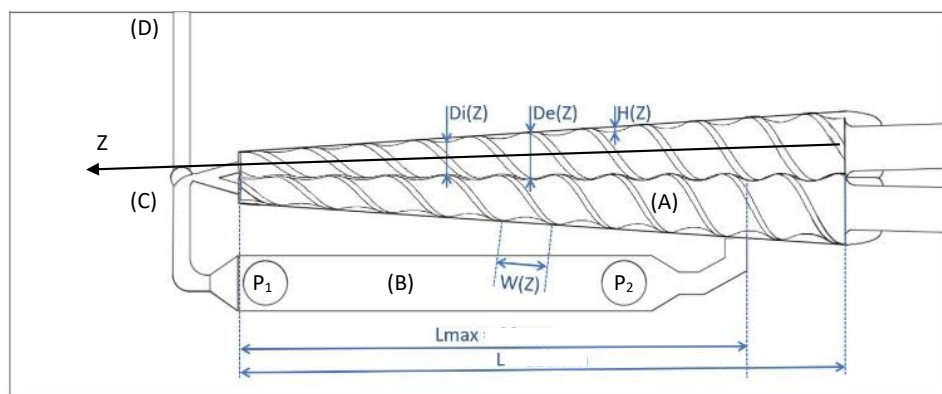 (D)
Di(Z) De(Z) H(Z)
Z
(C) (A)
P₁ (B) P₂
W(Z)
Lmax
L